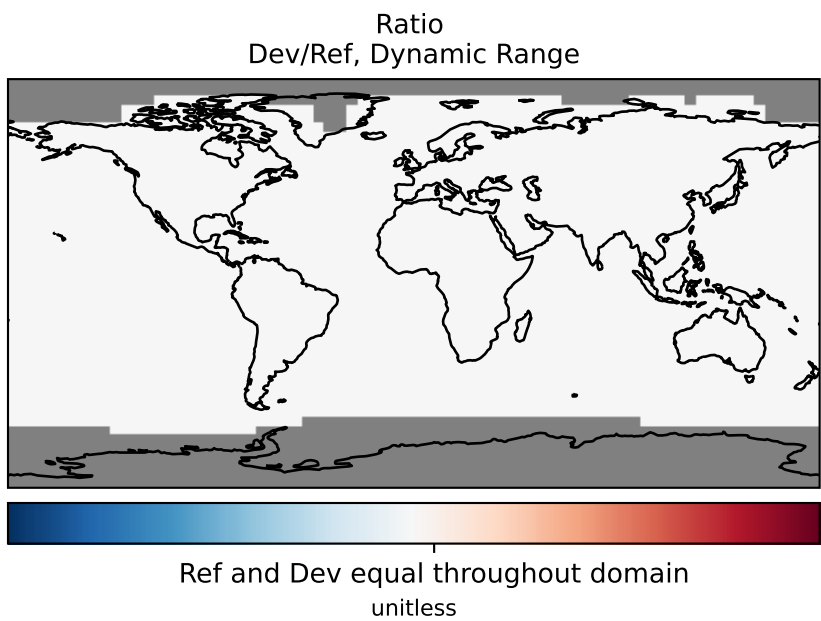 Ratio
Dev/Ref, Dynamic Range
Ref and Dev equal throughout domain
unitless